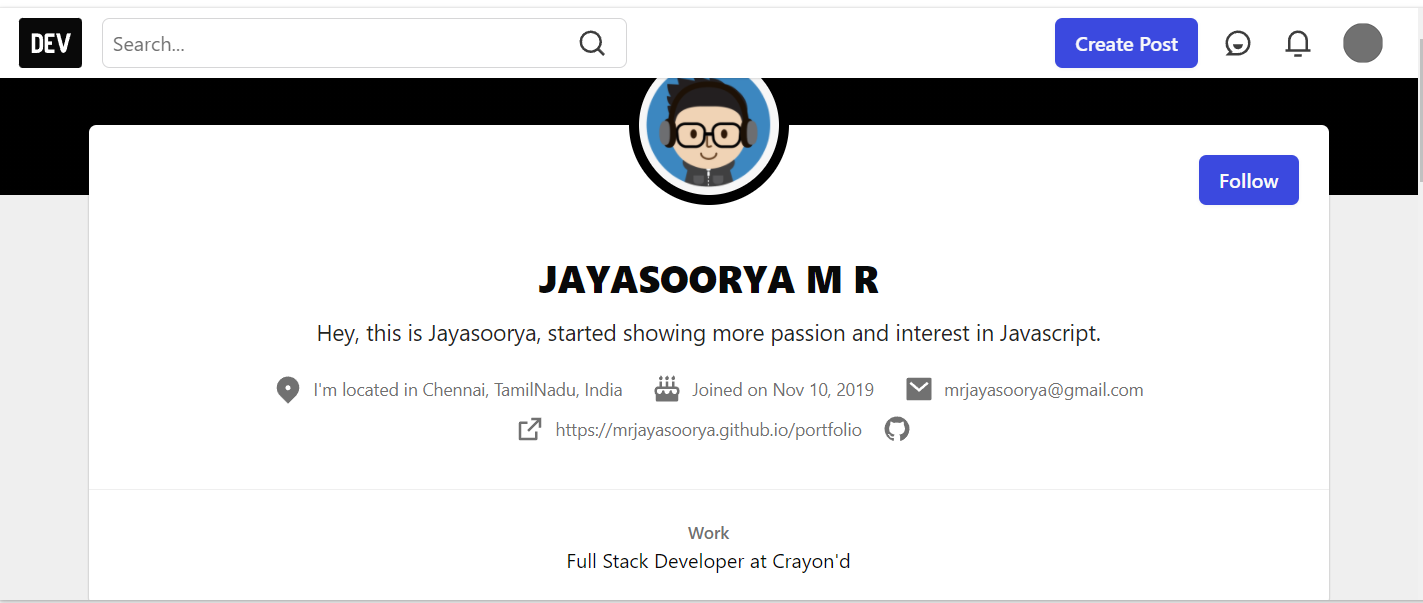 DEV Search... Create Post
Follow
JAYASOORYA M R
Hey, this is Jayasoorya, started showing more passion and interest in Javascript.
I'm located in Chennai, TamilNadu, India Joined on Nov 10, 2019 mrjayasoorya@gmail.com
https://mrjayasoorya.github.io/portfolio
Work
Full Stack Developer at Crayon'd